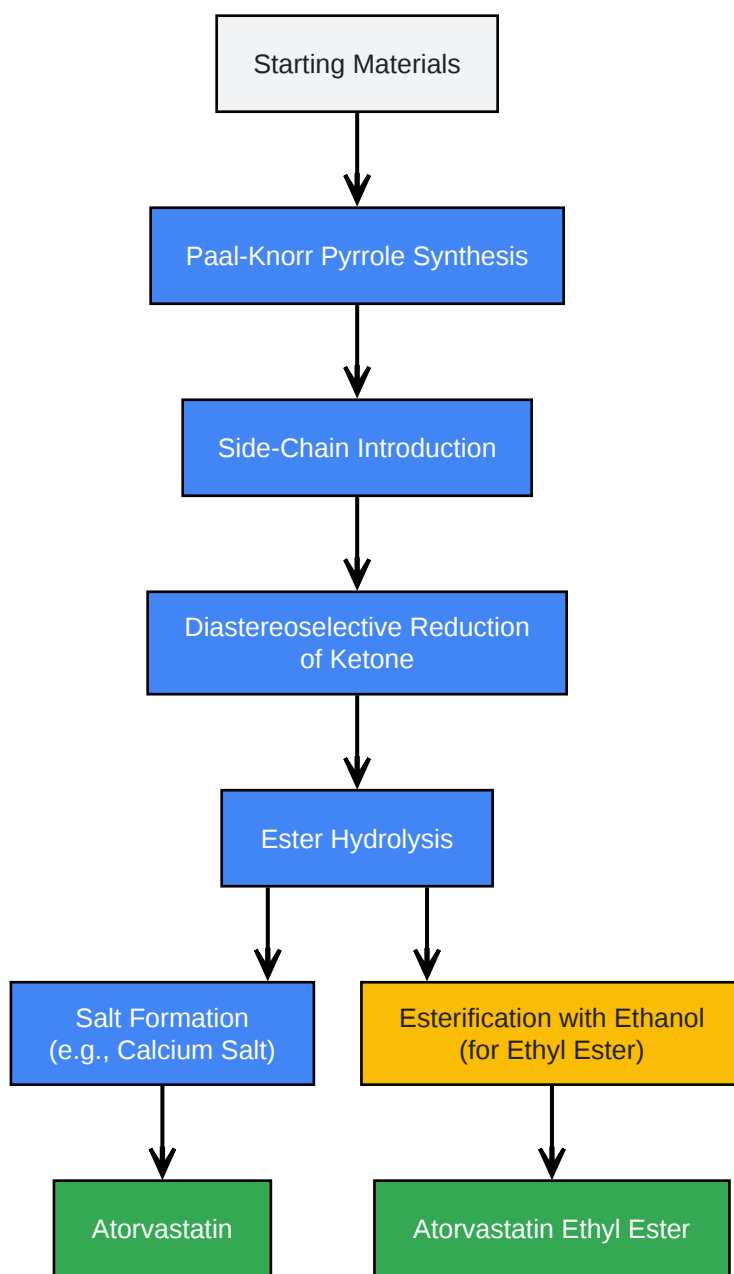 Starting Materials
Paal-Knorr Pyrrole Synthesis
Side-Chain Introduction
Diastereoselective Reduction
of Ketone
Ester Hydrolysis
Salt Formation
(e.g., Calcium Salt)
Esterification with Ethanol
(for Ethyl Ester)
Atorvastatin
Atorvastatin Ethyl Ester